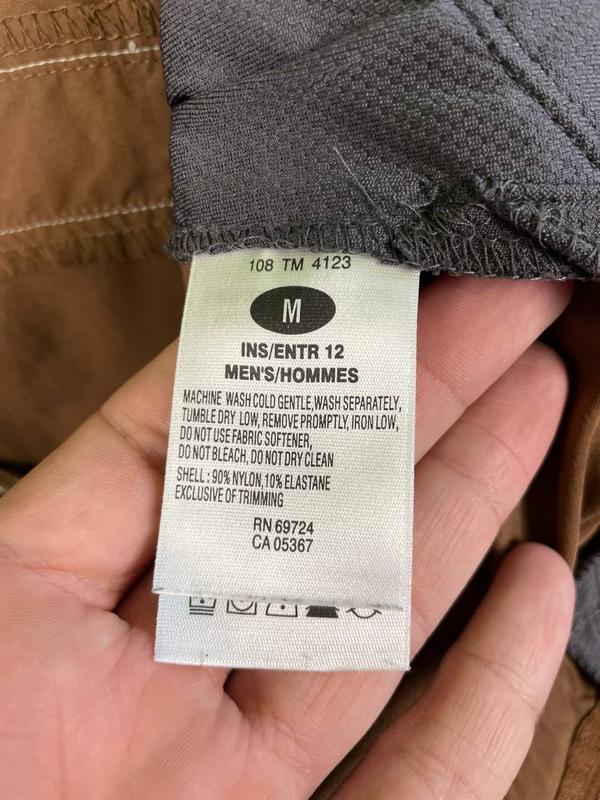 108 TM 4123
M
INS/ENTR 12
MEN'S/HOMMES
MACHINE WASH COLD GENTLE, WASH SEPARATELY,
TUMBLE DRY LOW, REMOVE PROMPTLY, IRON LOW,
DO NOT USE FABRIC SOFTENER,
DO NOT BLEACH, DO NOT DRY CLEAN
SHELL : 90% NYLON, 10% ELASTANE
EXCLUSIVE OF TRIMMING
RN 69724
CA 05367